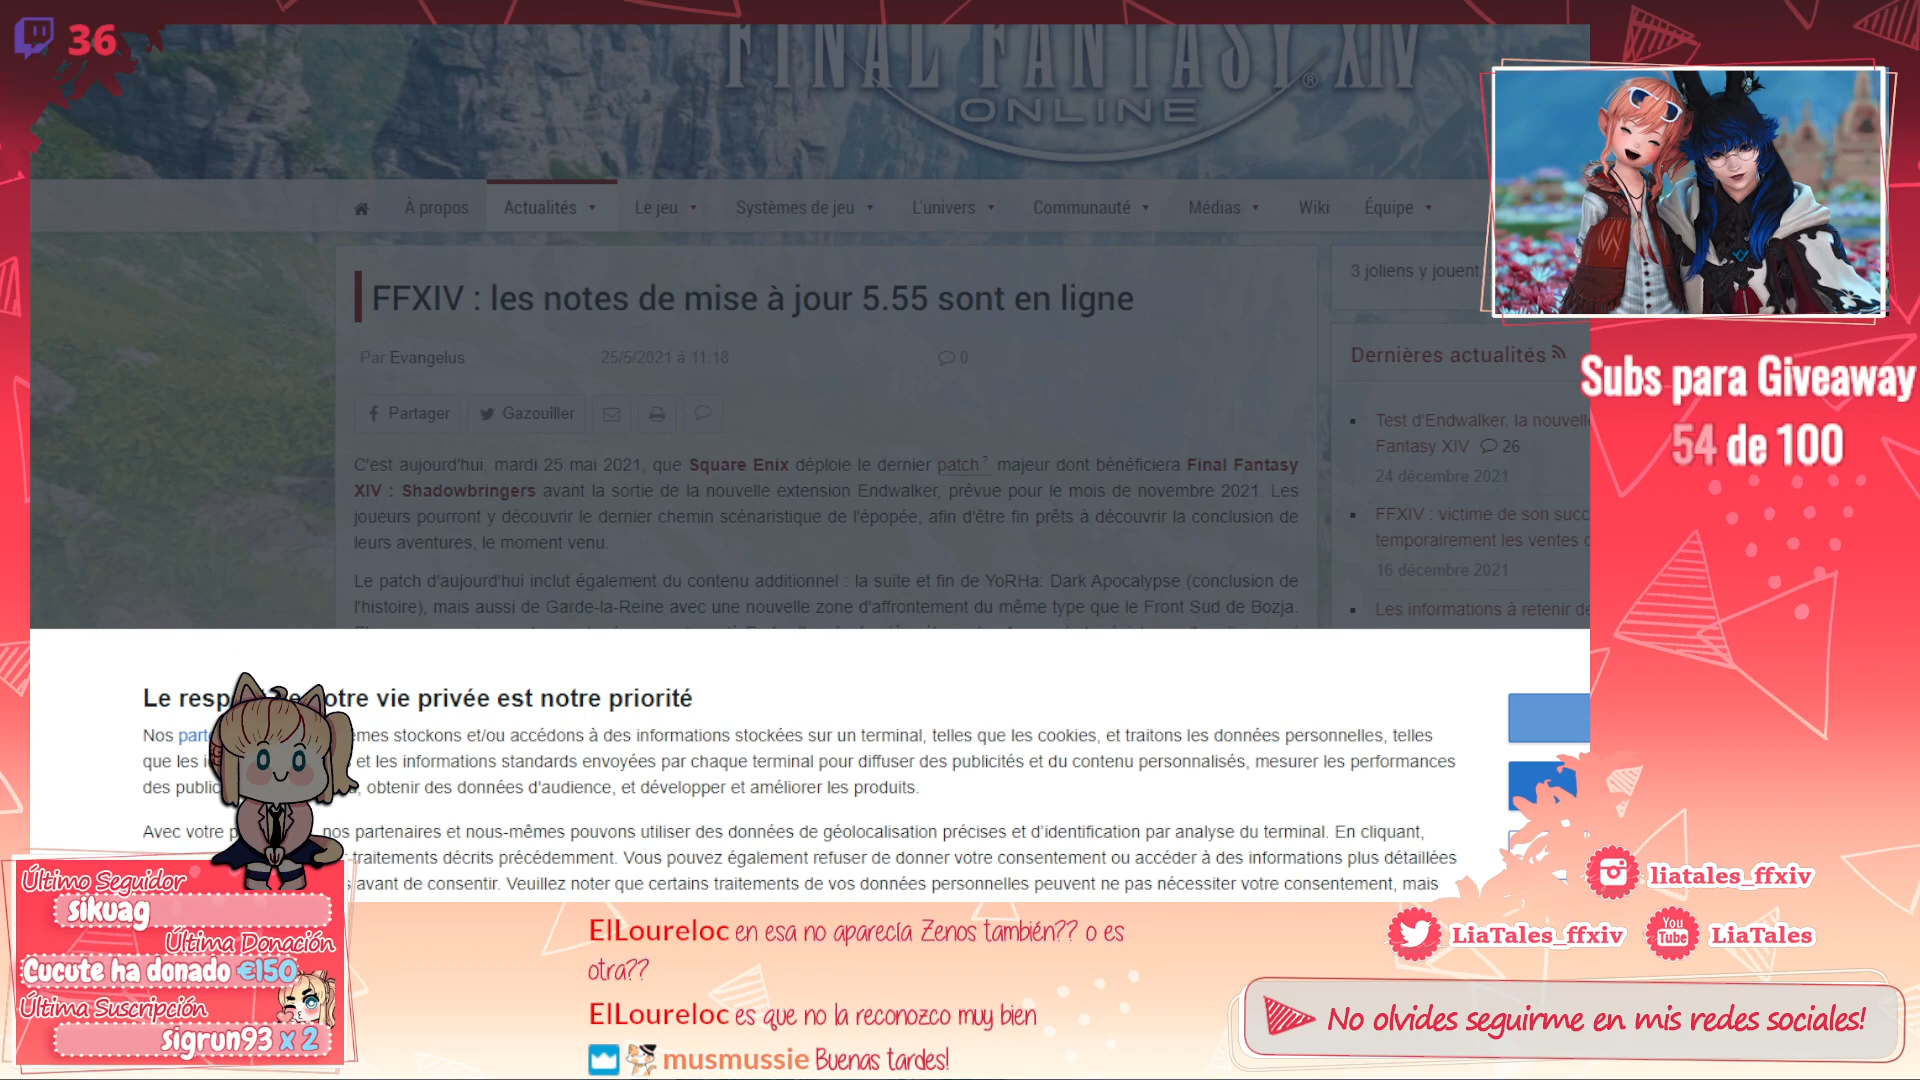 36
FINAL FANTASY XIV
®
ONLINE
À propos Actualités Le jeu Systèmes de jeu L'univers Communauté Médias Wiki Équipe
FFXIV : les notes de mise à jour 5.55 sont en ligne
Par Evangelus 25/5/2021 à 11:18 0
Partager Gazouiller
C'est aujourd'hui, mardi 25 mai 2021, que Square Enix déploie le dernier patch ? majeur dont bénéficiera Final Fantasy
XIV : Shadowbringers avant la sortie de la nouvelle extension Endwalker, prévue pour le mois de novembre 2021. Les
joueurs pourront y découvrir le dernier chemin scénaristique de l'épopée, afin d'être fin prêts à découvrir la conclusion de
leurs aventures, le moment venu.
Le patch d'aujourd'hui inclut également du contenu additionnel : la suite et fin de YoRHa: Dark Apocalypse (conclusion de
l'histoire), mais aussi de Garde-la-Reine avec une nouvelle zone d'affrontement du même type que le Front Sud de Bozja.
3 joliens y jouent
Dernières actualités
Test d'Endwalker, la nouvelle
Fantasy XIV 26
24 décembre 2021
FFXIV : victime de son succ
temporairement les ventes
16 décembre 2021
Les informations à retenir de
Subs para Giveaway
54 de 100
Le resp otre vie privée est notre priorité
Nos part mes stockons et/ou accédons à des informations stockées sur un terminal, telles que les cookies, et traitons les données personnelles, telles
que les i et les informations standards envoyées par chaque terminal pour diffuser des publicités et du contenu personnalisés, mesurer les performances
des public , obtenir des données d'audience, et développer et améliorer les produits.
Avec votre p nos partenaires et nous-mêmes pouvons utiliser des données de géolocalisation précises et d'identification par analyse du terminal. En cliquant,
traitements décrits précédemment. Vous pouvez également refuser de donner votre consentement ou accéder à des informations plus détaillées
s avant de consentir. Veuillez noter que certains traitements de vos données personnelles peuvent ne pas nécessiter votre consentement, mais
Último Seguidor
sikuag
Última Donación
Cucute ha donado €150
Última Suscripción
sigrun93 x 2
ElLoureloc en esa no aparecía Zenos también?? o es
otra??
ElLoureloc es que no la reconozco muy bien
musmussie Buenas tardes!
liatales_ffxiv
LiaTales_ffxiv
You Tube LiaTales
No olvides seguirme en mis redes sociales!